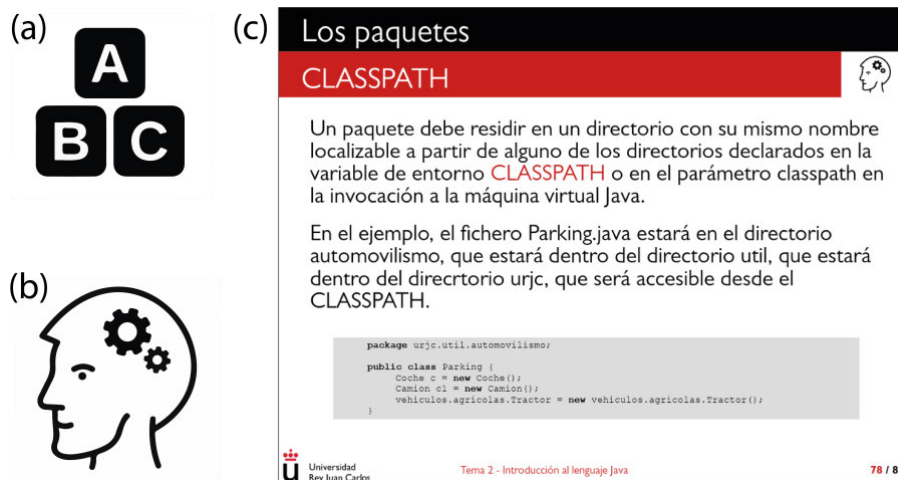 (a)
A
B C
(b)
(c)
Los paquetes
CLASSPATH
Un paquete debe residir en un directorio con su mismo nombre
localizable a partir de alguno de los directorios declarados en la
variable de entorno CLASSPATH o en el parámetro classpath en
la invocación a la máquina virtual Java.
En el ejemplo, el fichero Parking.java estará en el directorio
automovilismo, que estará dentro del directorio util, que estará
dentro del direcrtorio urjc, que será accesible desde el
CLASSPATH.
package urjc.util.automovilismo;
public class Parking {
Coche c = new Coche();
Camion c1 = new Camion();
vehiculos.agricolas.Tractor = new vehiculos.agricolas.Tractor();
}
u Universidad
Rey Juan Carlos
Tema 2 - Introducción al lenguaje Java
78 / 8